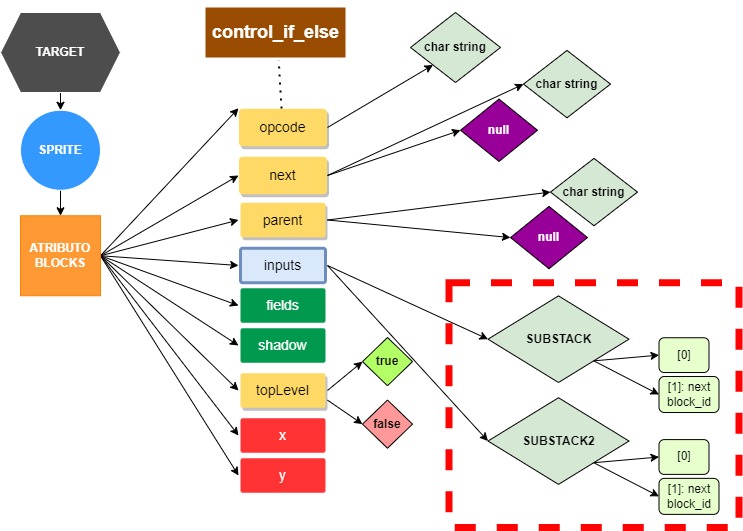 TARGET
SPRITE
ATRIBUTO
BLOCKS
control_if_else
opcode
char string
next
char string
null
parent
char string
null
inputs
SUBSTACK
[0]
[1]: next
block_id
SUBSTACK2
[0]
[1]: next
block_id
fields
shadow
topLevel
true
false
x
y